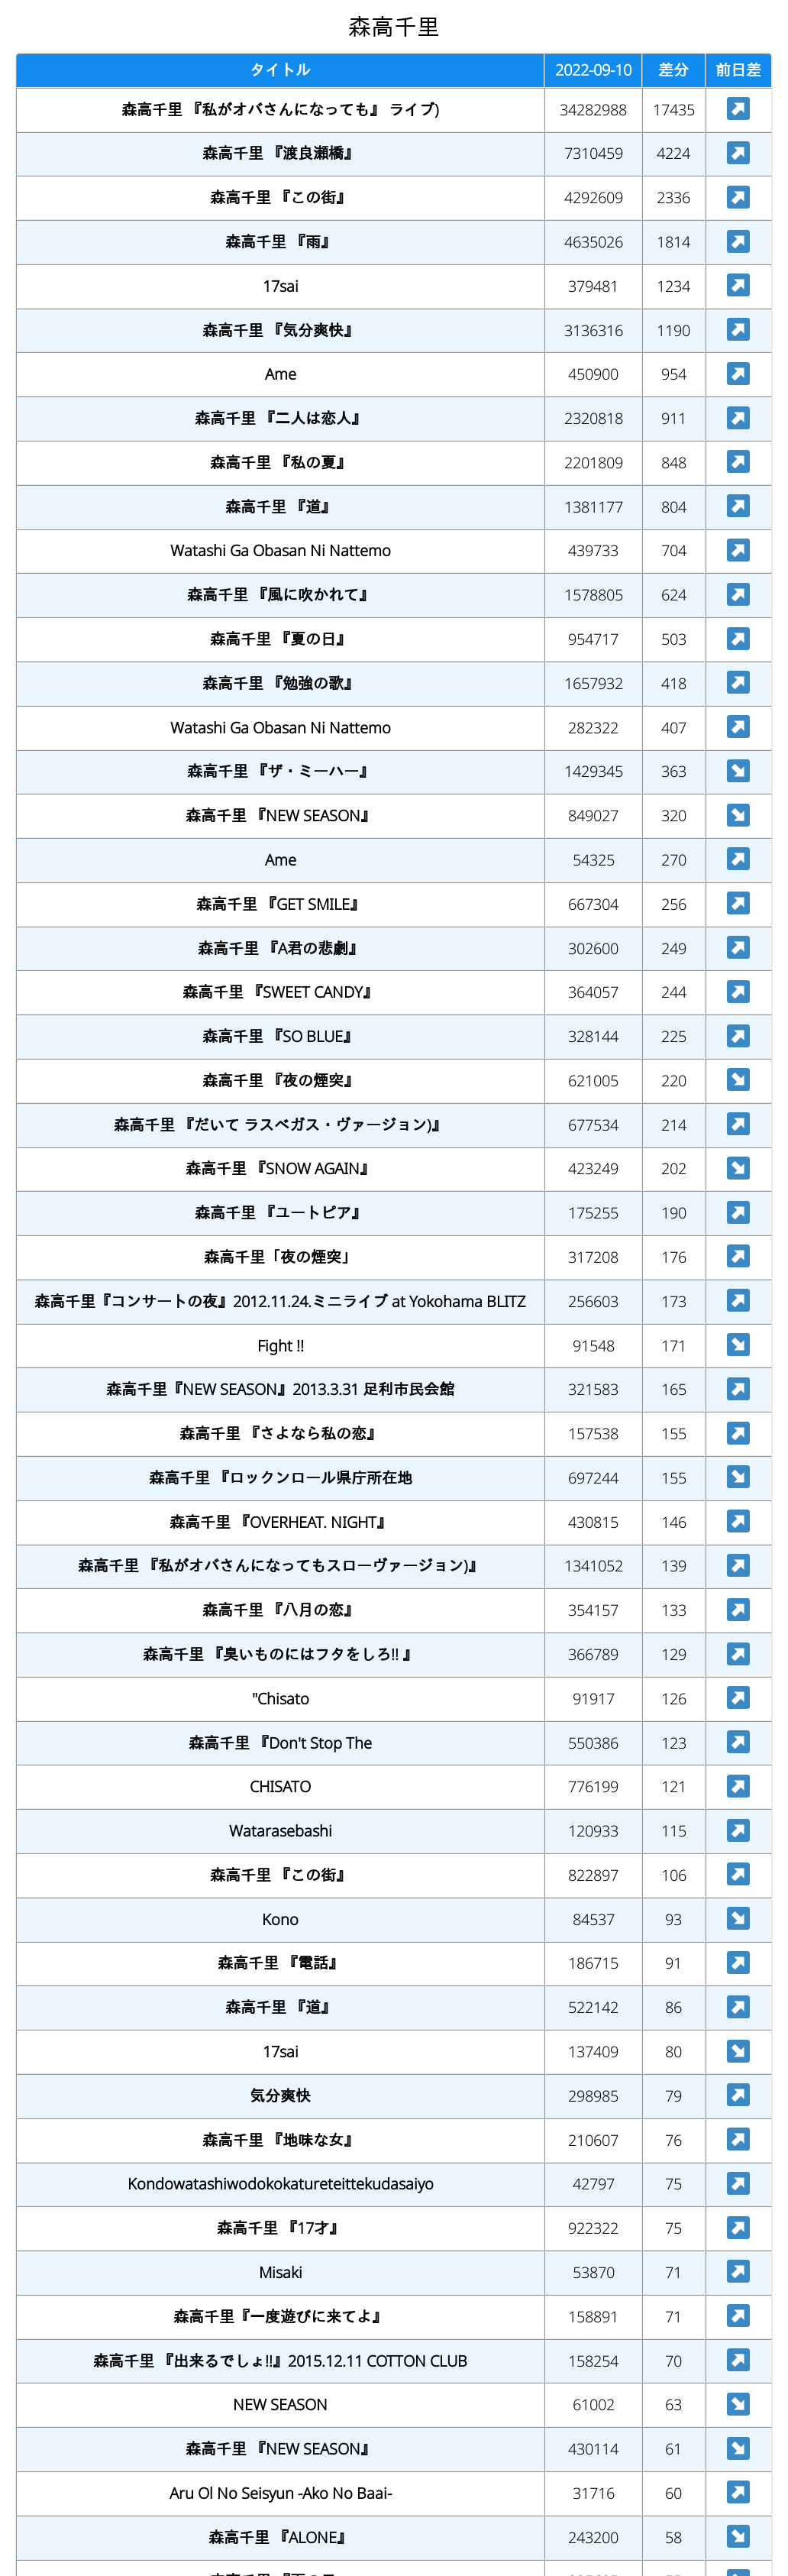 森高千里
タイトル 2022-09-10 差分 前日差
森高千里 『私がオバさんになっても』 ライブ) 34282988 17435
森高千里 『渡良瀬橋』 7310459 4224
森高千里 『この街』 4292609 2336
森高千里 『雨』 4635026 1814
17sai 379481 1234
森高千里 『気分爽快』 3136316 1190
Ame 450900 954
森高千里 『二人は恋人』 2320818 911
森高千里 『私の夏』 2201809 848
森高千里 『道』 1381177 804
Watashi Ga Obasan Ni Nattemo 439733 704
森高千里 『風に吹かれて』 1578805 624
森高千里 『夏の日』 954717 503
森高千里 『勉強の歌』 1657932 418
Watashi Ga Obasan Ni Nattemo 282322 407
森高千里 『ザ・ミーハー』 1429345 363
森高千里 『NEW SEASON』 849027 320
Ame 54325 270
森高千里 『GET SMILE』 667304 256
森高千里 『A君の悲劇』 302600 249
森高千里 『SWEET CANDY』 364057 244
森高千里 『SO BLUE』 328144 225
森高千里 『夜の煙突』 621005 220
森高千里 『だいて ラスベガス・ヴァージョン)』 677534 214
森高千里 『SNOW AGAIN』 423249 202
森高千里 『ユートピア』 175255 190
森高千里「夜の煙突」 317208 176
森高千里『コンサートの夜』2012.11.24.ミニライブ at Yokohama BLITZ 256603 173
Fight !! 91548 171
森高千里『NEW SEASON』2013.3.31 足利市民会館 321583 165
森高千里 『さよなら私の恋』 157538 155
森高千里 『ロックンロール県庁所在地 697244 155
森高千里 『OVERHEAT. NIGHT』 430815 146
森高千里 『私がオバさんになってもスローヴァージョン)』 1341052 139
森高千里 『八月の恋』 354157 133
森高千里 『臭いものにはフタをしろ!! 』 366789 129
"Chisato 91917 126
森高千里 『Don't Stop The 550386 123
CHISATO 776199 121
Watarasebashi 120933 115
森高千里 『この街』 822897 106
Kono 84537 93
森高千里 『電話』 186715 91
森高千里 『道』 522142 86
17sai 137409 80
気分爽快 298985 79
森高千里 『地味な女』 210607 76
Kondowatashiwodokokatureteittekudasaiyo 42797 75
森高千里 『17才』 922322 75
Misaki 53870 71
森高千里『一度遊びに来てよ』 158891 71
森高千里 『出来るでしょ!!』2015.12.11 COTTON CLUB 158254 70
NEW SEASON 61002 63
森高千里 『NEW SEASON』 430114 61
Aru Ol No Seisyun -Ako No Baai- 31716 60
森高千里 『ALONE』 243200 58